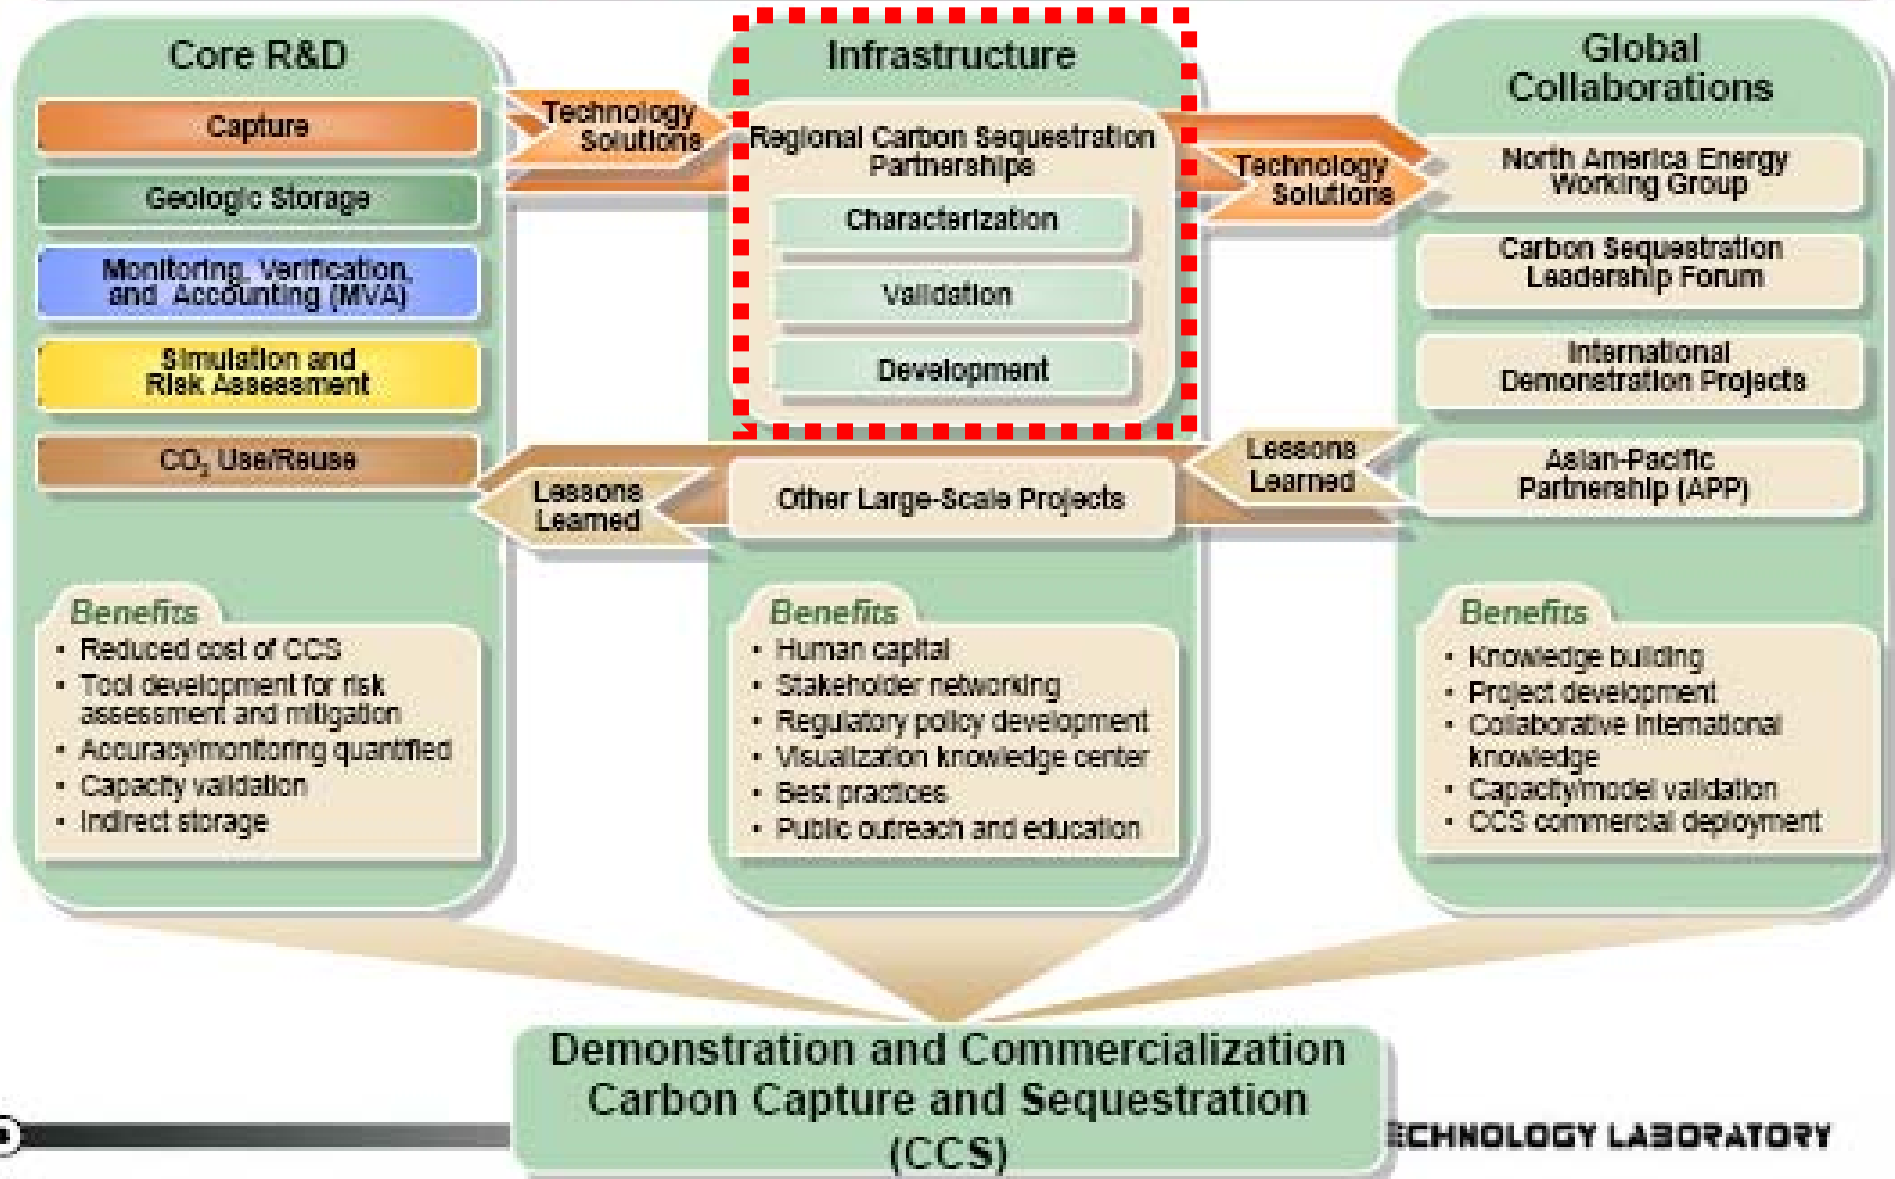 Core R&D
Capture
Geologic Storage
Monitoring, Verification,
and Accounting (MVA)
Simulation and
Risk Assessment
CO₂ Use/Reuse
Benefits
• Reduced cost of CCS
• Tool development for risk
assessment and mitigation
• Accuracy/monitoring quantified
• Capacity validation
• Indirect storage
Technology
Solutions
Lessons
Learned
Infrastructure
Regional Carbon Sequestration
Partnerships
Characterization
Validation
Development
Other Large-Scale Projects
Benefits
• Human capital
• Stakeholder networking
• Regulatory policy development
• Visualization knowledge center
• Best practices
• Public outreach and education
Technology
Solutions
Lessons
Learned
Global
Collaborations
North America Energy
Working Group
Carbon Sequestration
Leadership Forum
International
Demonstration Projects
Asian-Pacific
Partnership (APP)
Benefits
• Knowledge building
• Project development
• Collaborative international
knowledge
• Capacity/model validation
• CCS commercial deployment
Demonstration and Commercialization
Carbon Capture and Sequestration
(CCS)
ECHNOLOGY LABORATORY